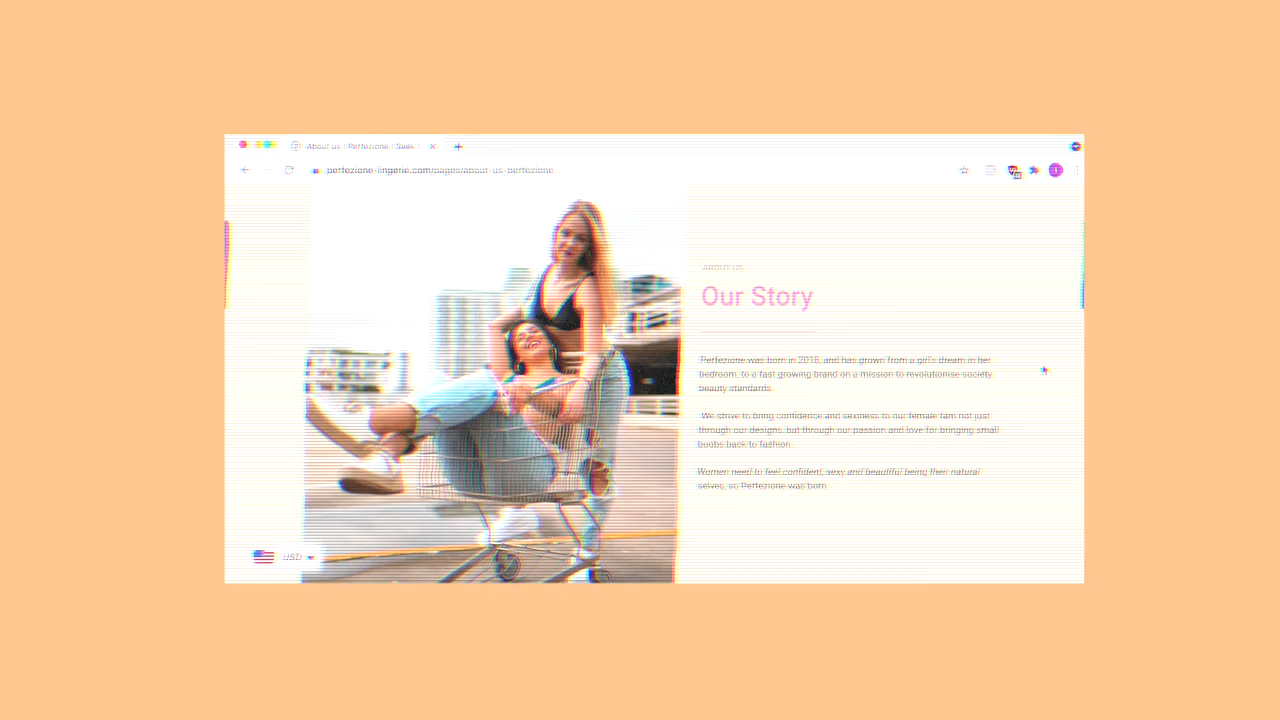 About us | Perfezione | Seek
perfezione-lingerie.com/pages/about-us-perfezione
ABOUT US
Our Story
Perfezione was born in 2018, and has grown from a girl's dream in her
bedroom, to a fast growing brand on a mission to revolutionise society
beauty standards.
We strive to bring confidence and sexiness to our female fam not just
through our designs, but through our passion and love for bringing small
boobs back to fashion.
Women need to feel confident, sexy and beautiful being their natural
selves, so Perfezione was born.
USD